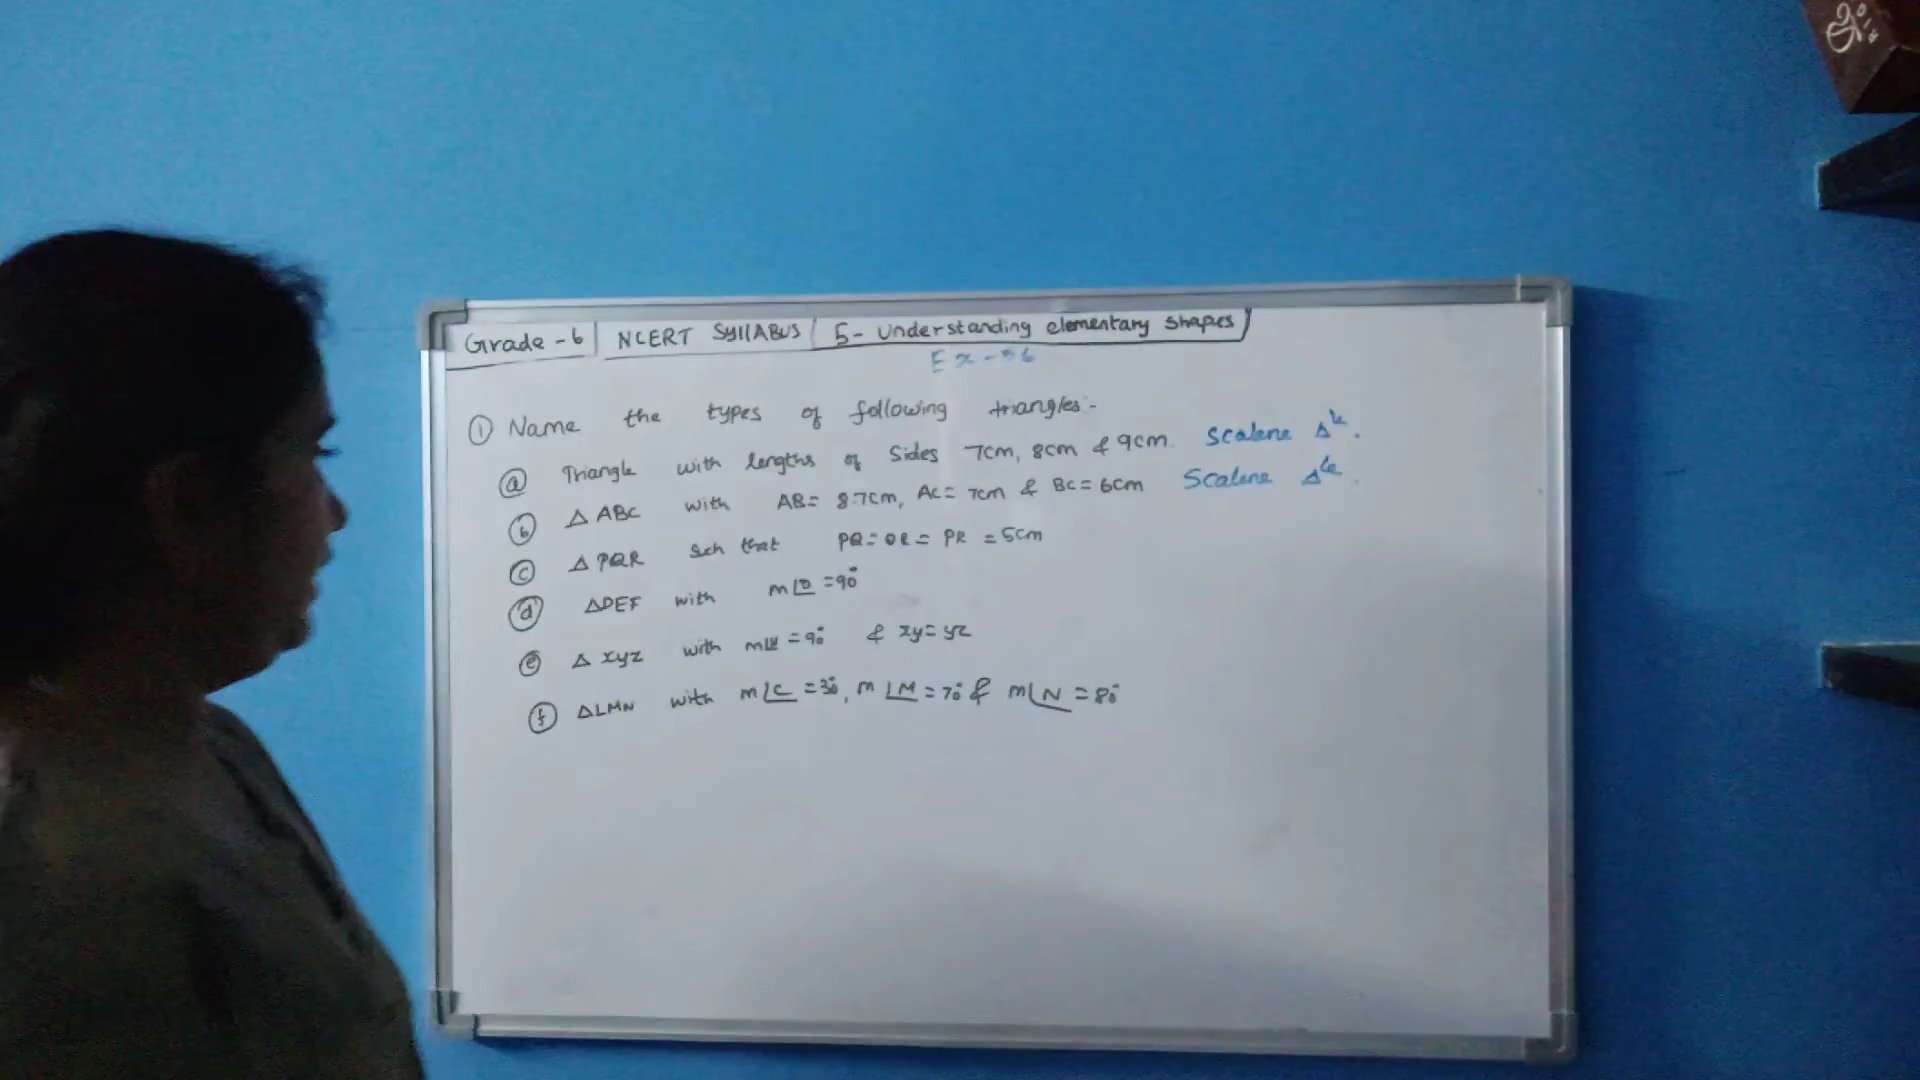 Grade - 6 | NCERT SYllABUS | 5 - Understanding elementary shapes
Ex - 5.6
① Name the types of following triangles:-
ⓐ Triangle with lengths of Sides 7cm, 8cm & 9cm. Scalene Δle.
ⓑ Δ ABC with AB= 8.7cm, AC= 7cm & BC= 6cm Scalene Δle.
ⓒ Δ PQR Such that PQ= QR= PR = 5cm
ⓓ ΔDEF with m∠D =90°
ⓔ Δ xyz with m∠Y =90° & xy= yz
ⓕ ΔLMN with m∠C =30°, m∠M =70° & m∠N =80°